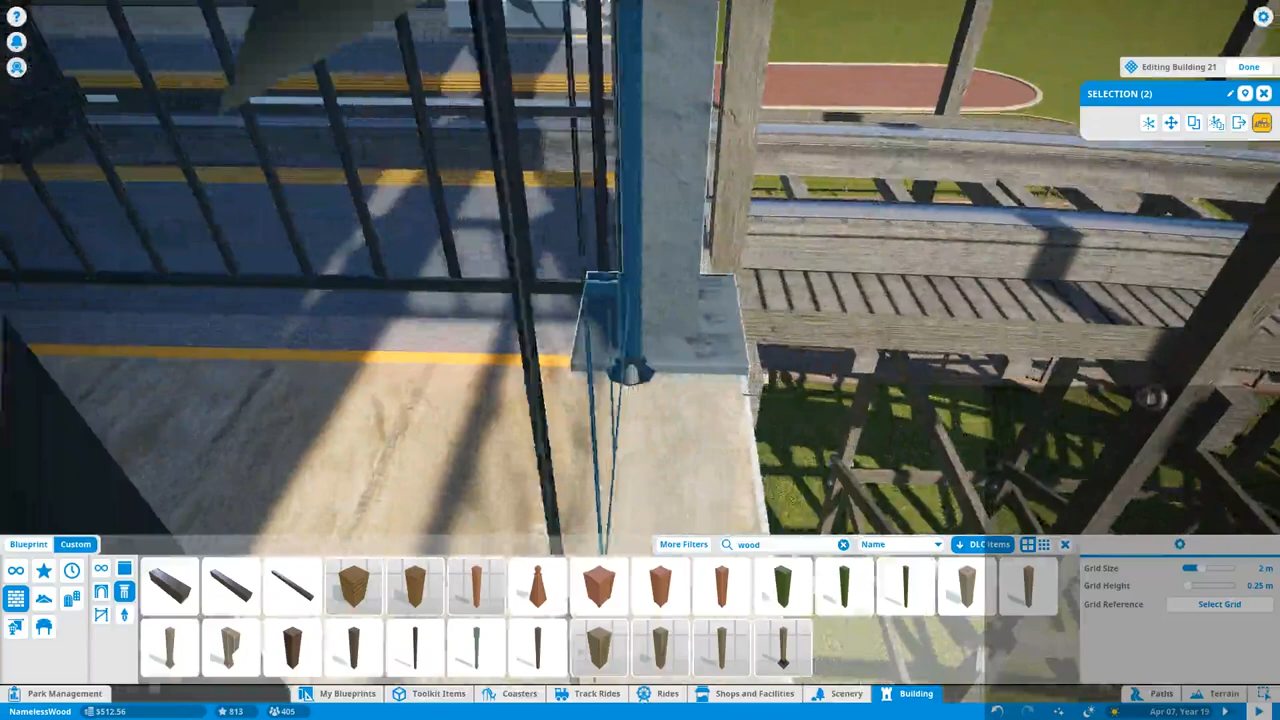 Editing Building 21 Done
SELECTION (2)
Blueprint Custom
More Filters wood Name DLC Items
Grid Size 2 m
Grid Height 0.25 m
Grid Reference Select Grid
Park Management My Blueprints Toolkit Items Coasters Track Rides Rides Shops and Facilities Scenery Building Paths Terrain
NamelessWood $512.56 813 405 Apr 07, Year 19